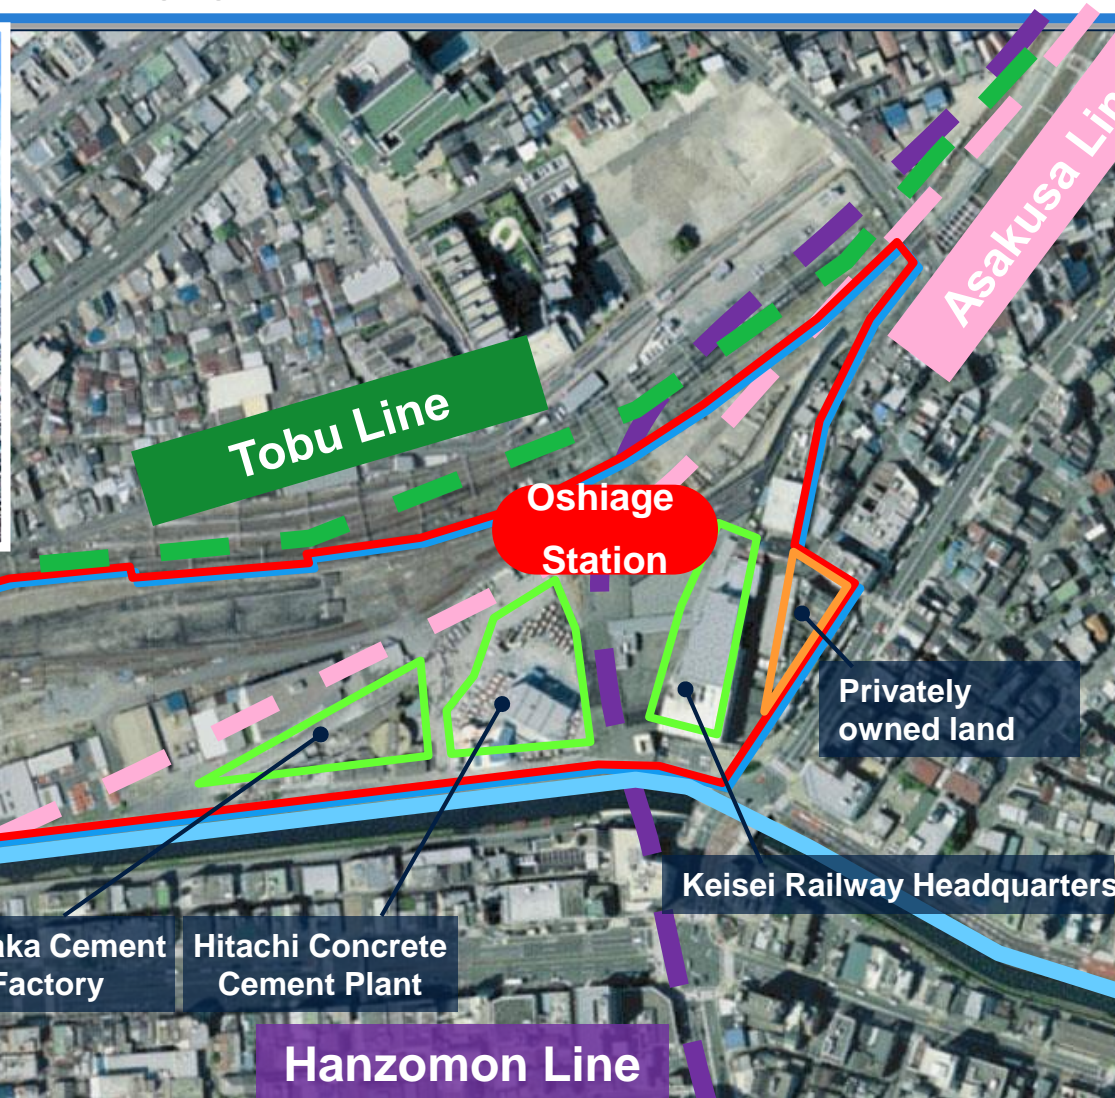 Asakusa
Tobu Line
Oshiage
Station
Privately
owned land
Keisei Railway Headquarters
Cement
Factory
Hitachi Concrete
Cement Plant
Hanzomon Line